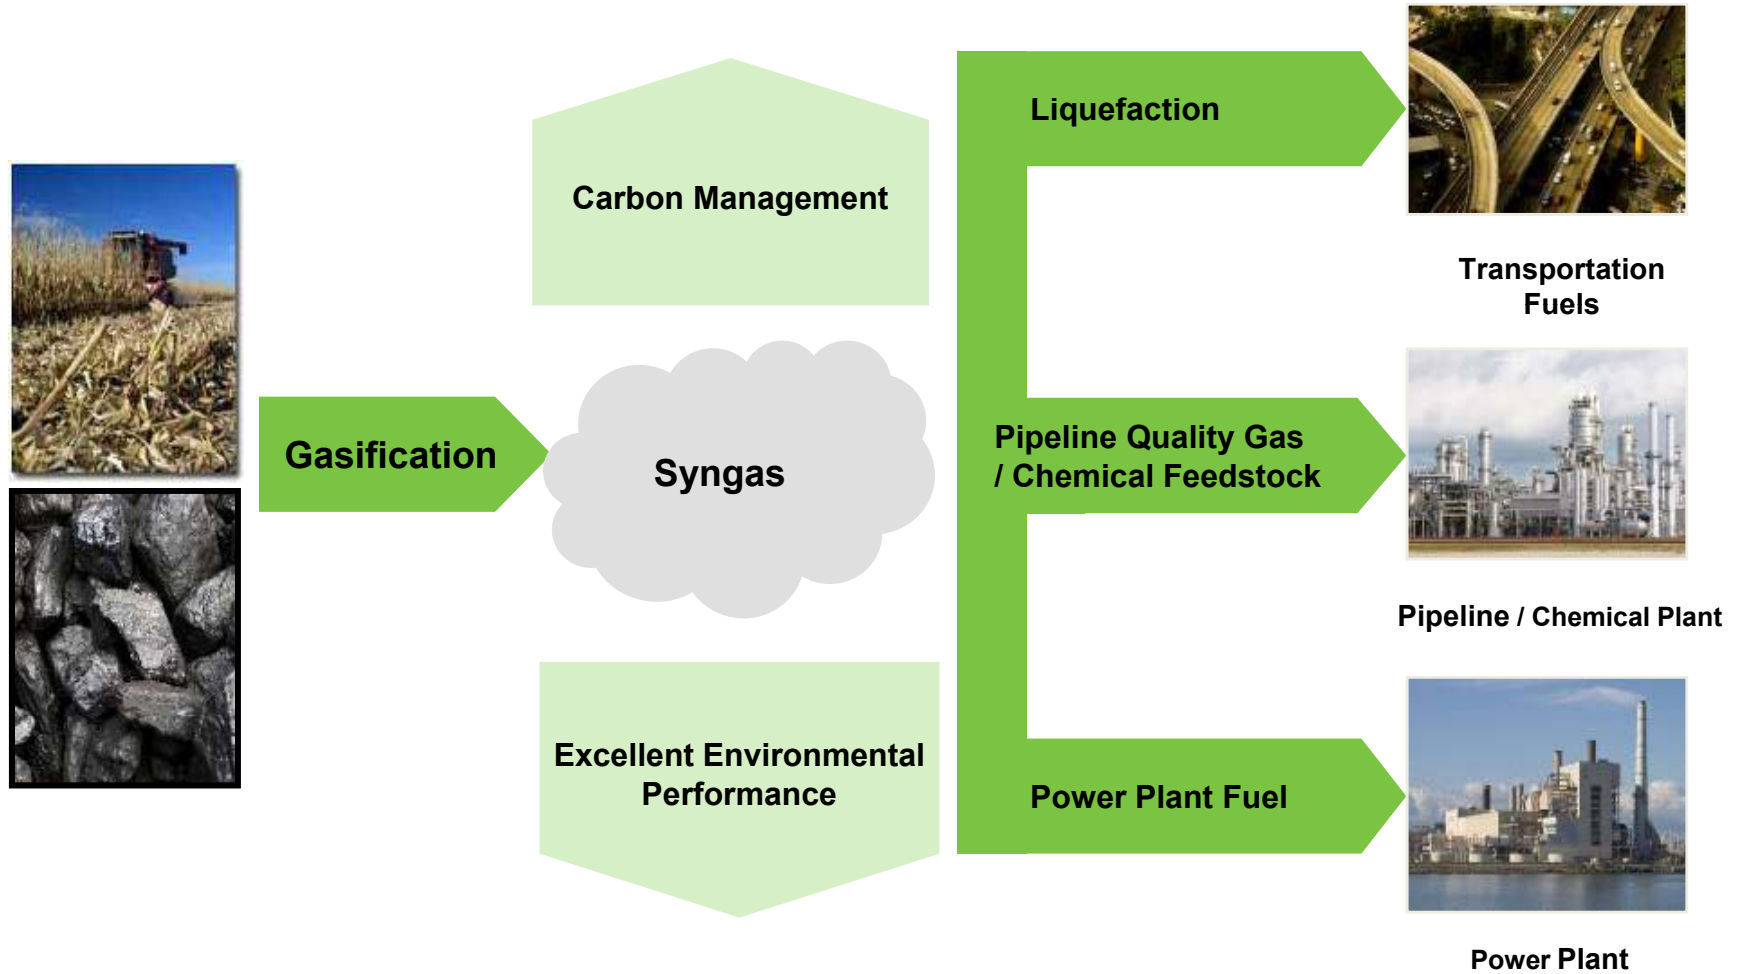 Gasification
Carbon Management
Syngas
Excellent Environmental
Performance
Liquefaction
Transportation
Fuels
Pipeline Quality Gas
/ Chemical Feedstock
Pipeline / Chemical Plant
Power Plant Fuel
Power Plant